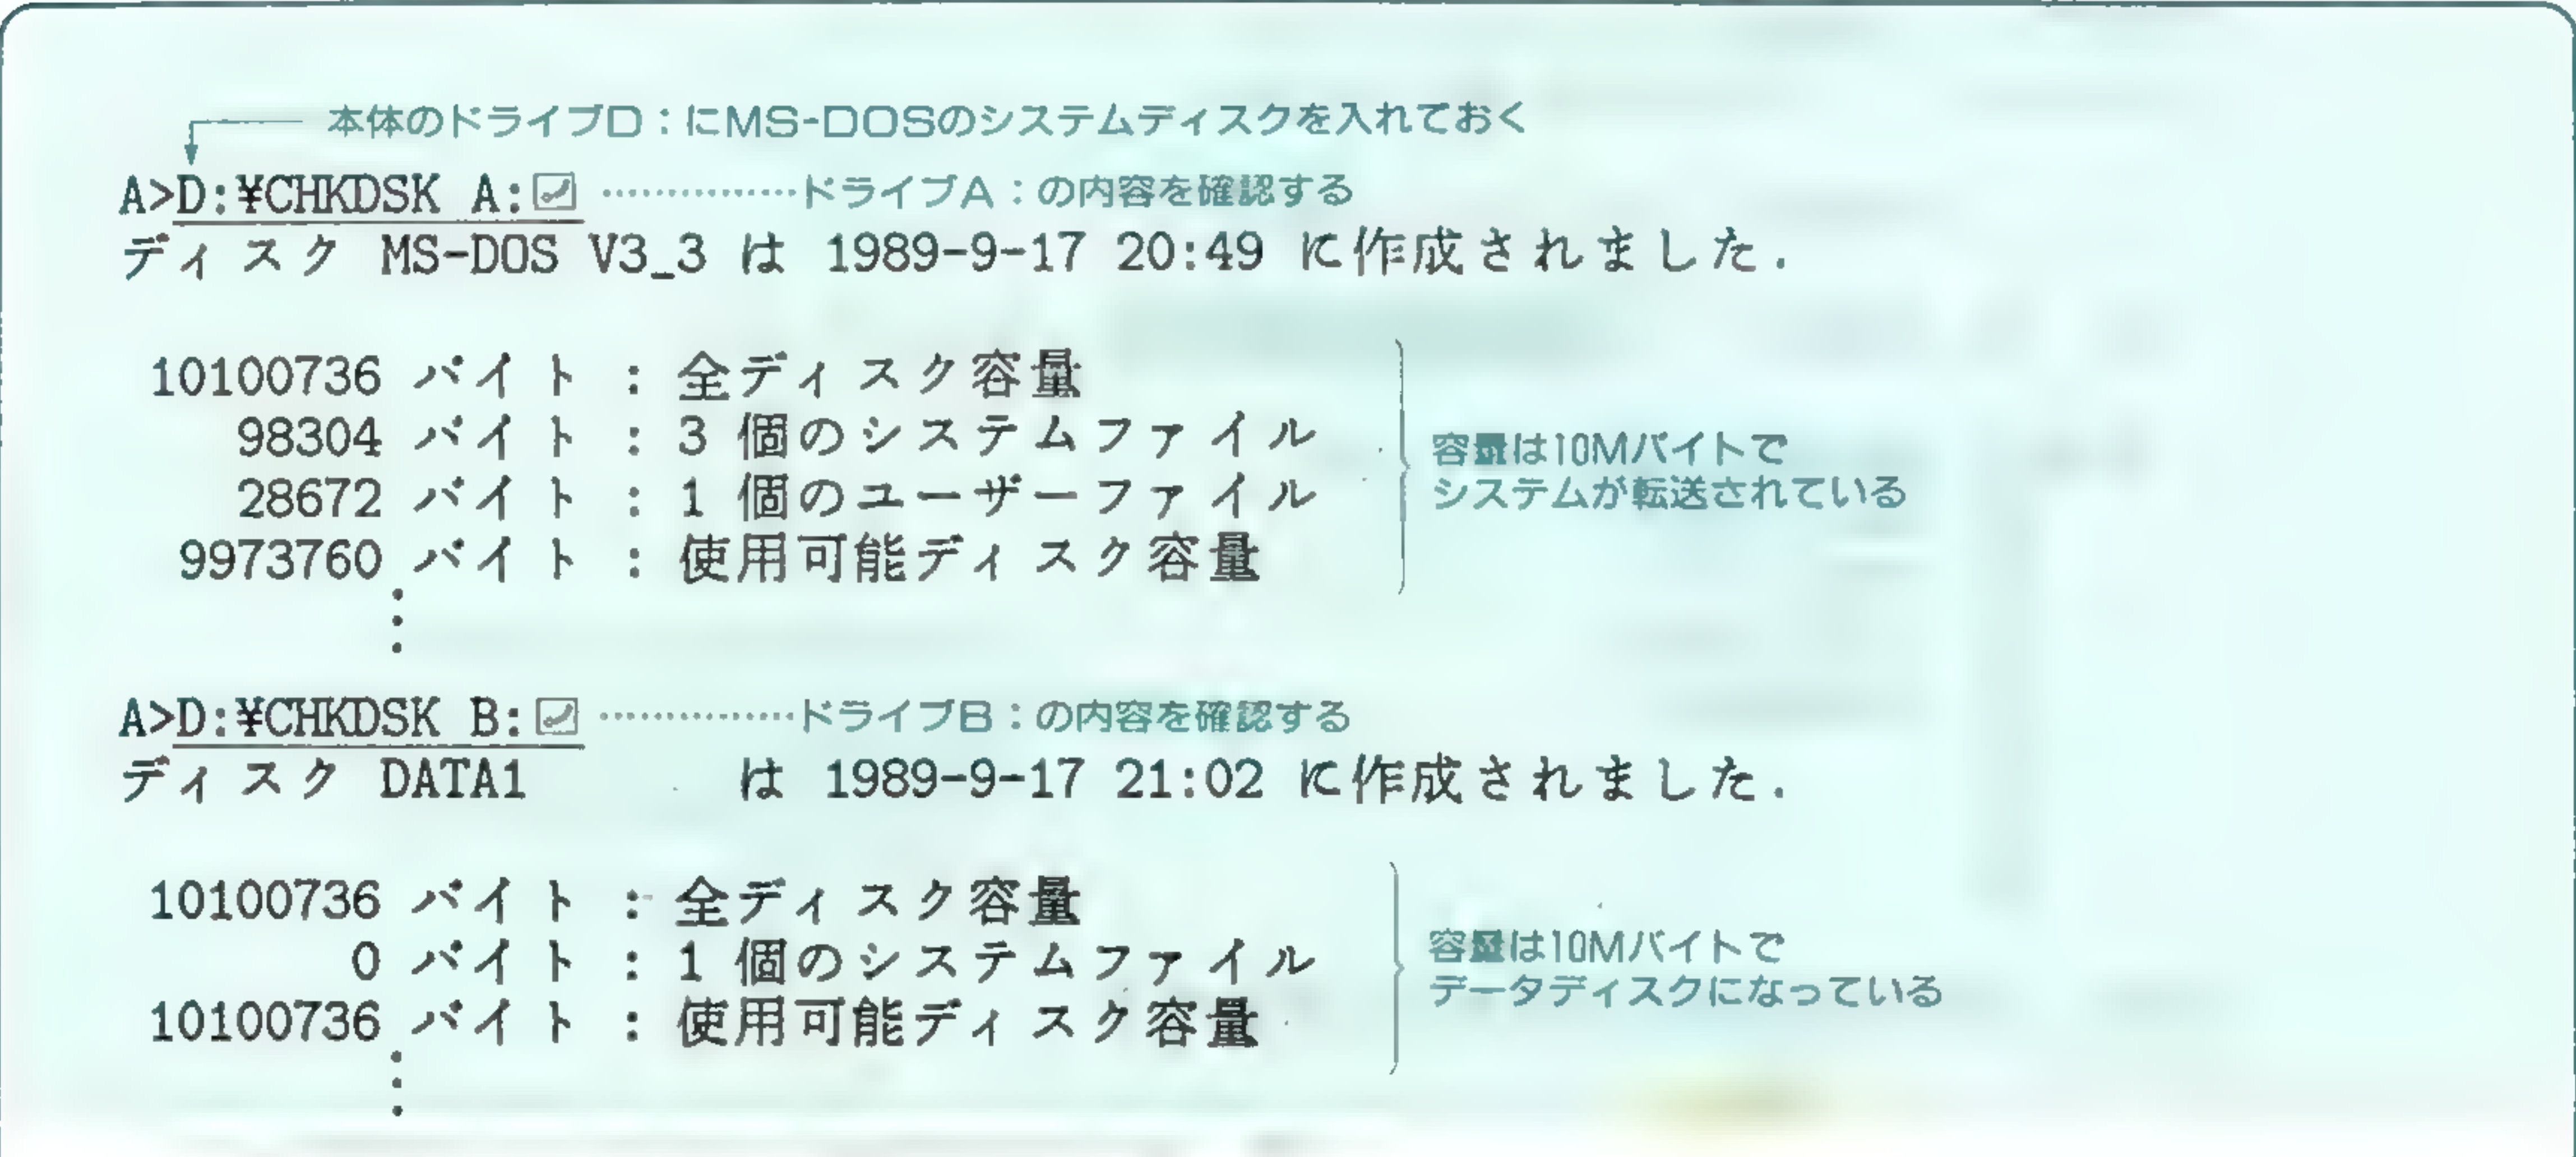 本体のドライブD：にMS-DOSのシステムディスクを入れておく
A>D:¥CHKDSK A:↲ ……………ドライブA：の内容を確認する
ディスク MS-DOS V3_3 は 1989-9-17 20:49 に作成されました.
10100736 バイト : 全ディスク容量
98304 バイト : 3 個のシステムファイル
28672 バイト : 1 個のユーザーファイル
9973760 バイト : 使用可能ディスク容量
容量は10Mバイトで
システムが転送されている
A>D:¥CHKDSK B:↲ ……………ドライブB：の内容を確認する
ディスク DATA1 は 1989-9-17 21:02 に作成されました.
10100736 バイト : 全ディスク容量
0 バイト : 1 個のシステムファイル
10100736 バイト : 使用可能ディスク容量
容量は10Mバイトで
データディスクになっている